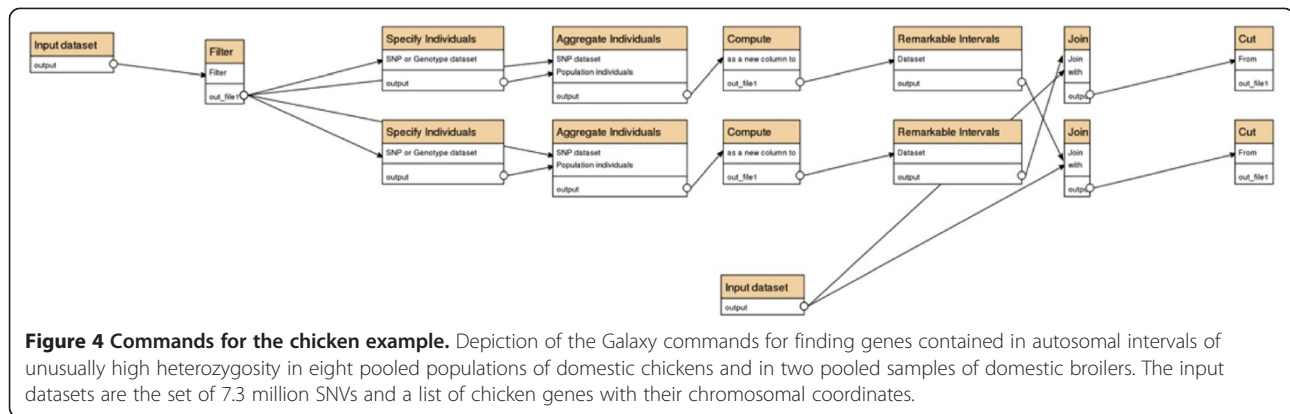 Input dataset
output
Filter
Filter
out_file1
Specify Individuals
SNP or Genotype dataset
output
Aggregate Individuals
SNP dataset
Population individuals
output
Compute
as a new column to
out_file1
Remarkable Intervals
Dataset
output
Join
Join
with
outpu
Cut
From
out_file1
Specify Individuals
SNP or Genotype dataset
output
Aggregate Individuals
SNP dataset
Population individuals
output
Compute
as a new column to
out_file1
Remarkable Intervals
Dataset
output
Join
Join
with
outpu
Cut
From
out_file1
Input dataset
output
Figure 4 Commands for the chicken example. Depiction of the Galaxy commands for finding genes contained in autosomal intervals of
unusually high heterozygosity in eight pooled populations of domestic chickens and in two pooled samples of domestic broilers. The input
datasets are the set of 7.3 million SNVs and a list of chicken genes with their chromosomal coordinates.